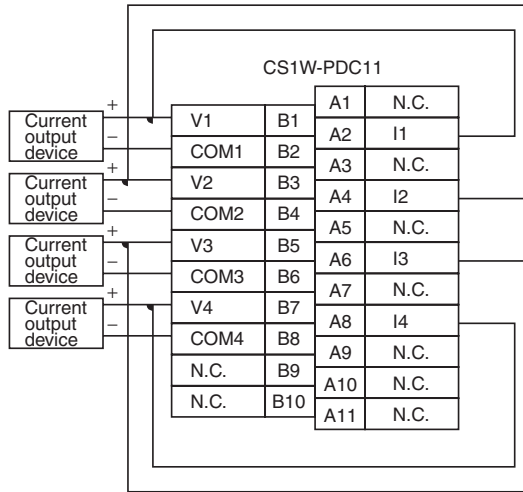 CS1W-PDC11
+
Current
output
device
−
+
Current
output
device
−
+
Current
output
device
−
+
Current
output
device
−
V1 B1
COM1 B2
V2 B3
COM2 B4
V3 B5
COM3 B6
V4 B7
COM4 B8
N.C. B9
N.C. B10
A1 N.C.
A2 I1
A3 N.C.
A4 I2
A5 N.C.
A6 I3
A7 N.C.
A8 I4
A9 N.C.
A10 N.C.
A11 N.C.